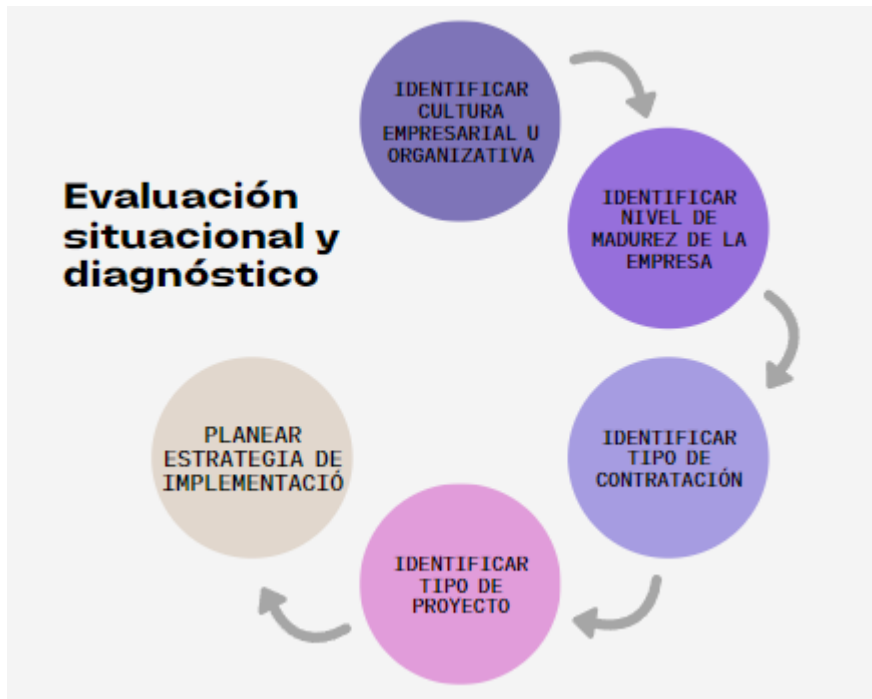 Evaluación
situacional y
diagnóstico
IDENTIFICAR
CULTURA
EMPRESARIAL U
ORGANIZATIVA
IDENTIFICAR
NIVEL DE
MADUREZ DE LA
EMPRESA
IDENTIFICAR
TIPO DE
CONTRATACIÓN
IDENTIFICAR
TIPO DE
PROYECTO
PLANEAR
ESTRATEGIA DE
IMPLEMENTACIÓ